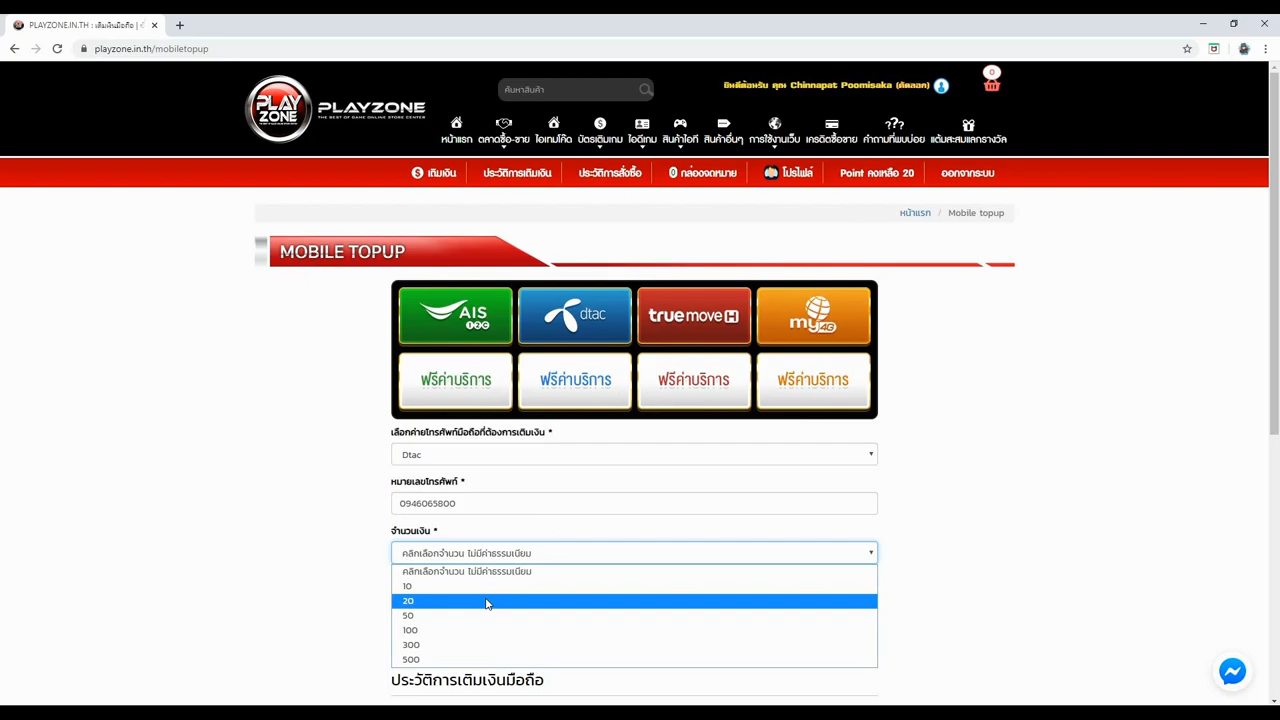 PLAYZONE.IN.TH : เติมเงินมือถือ |
playzone.in.th/mobiletopup
PLAY ZONE
PLAYZONE
THE BEST OF GAME ONLINE STORE CENTER
ค้นหาสินค้า
ยินดีต้อนรับ คุณ Chinnapat Poomisaka (คัดลอก)
0
หน้าแรก ตลาดซื้อ-ขาย ไอเทมโค๊ด บัตรเติมเกม ไอดีเกม สินค้าไอที สินค้าอื่นๆ การใช้งานเว็บ เครดิตซื้อขาย คำถามที่พบบ่อย แต้มสะสมแลกรางวัล
เติมเงิน ประวัติการเติมเงิน ประวัติการสั่งซื้อ 0 กล่องจดหมาย โปรไฟล์ Point คงเหลือ 20 ออกจากระบบ
หน้าแรก / Mobile topup
MOBILE TOPUP
AIS dtac truemove H my
12C 4G
ฟรีค่าบริการ ฟรีค่าบริการ ฟรีค่าบริการ ฟรีค่าบริการ
เลือกค่ายโทรศัพท์มือถือที่ต้องการเติมเงิน *
Dtac
หมายเลขโทรศัพท์ *
0946065800
จำนวนเงิน *
คลิกเลือกจำนวน ไม่มีค่าธรรมเนียม
คลิกเลือกจำนวน ไม่มีค่าธรรมเนียม
10
20
50
100
300
500
ประวัติการเติมเงินมือถือ